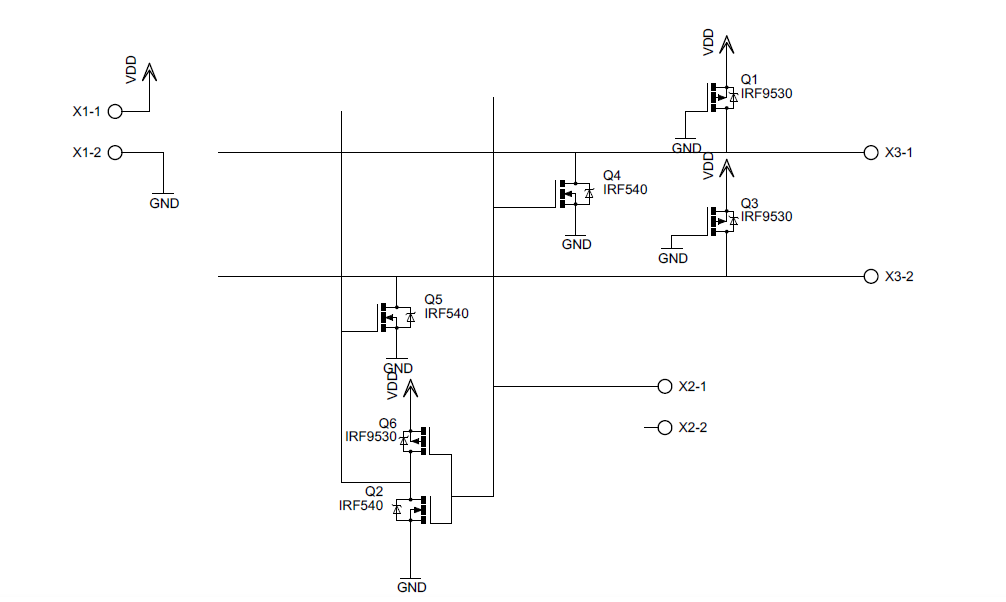 VDD
Q1
IRF9530
VDD
X1-1
X1-2
GND
X3-1
VDD
Q4
IRF540
GND
Q3
IRF9530
GND
GND
X3-2
Q5
IRF540
GND
VDD
X2-1
Q6
IRF9530
X2-2
Q2
IRF540
GND